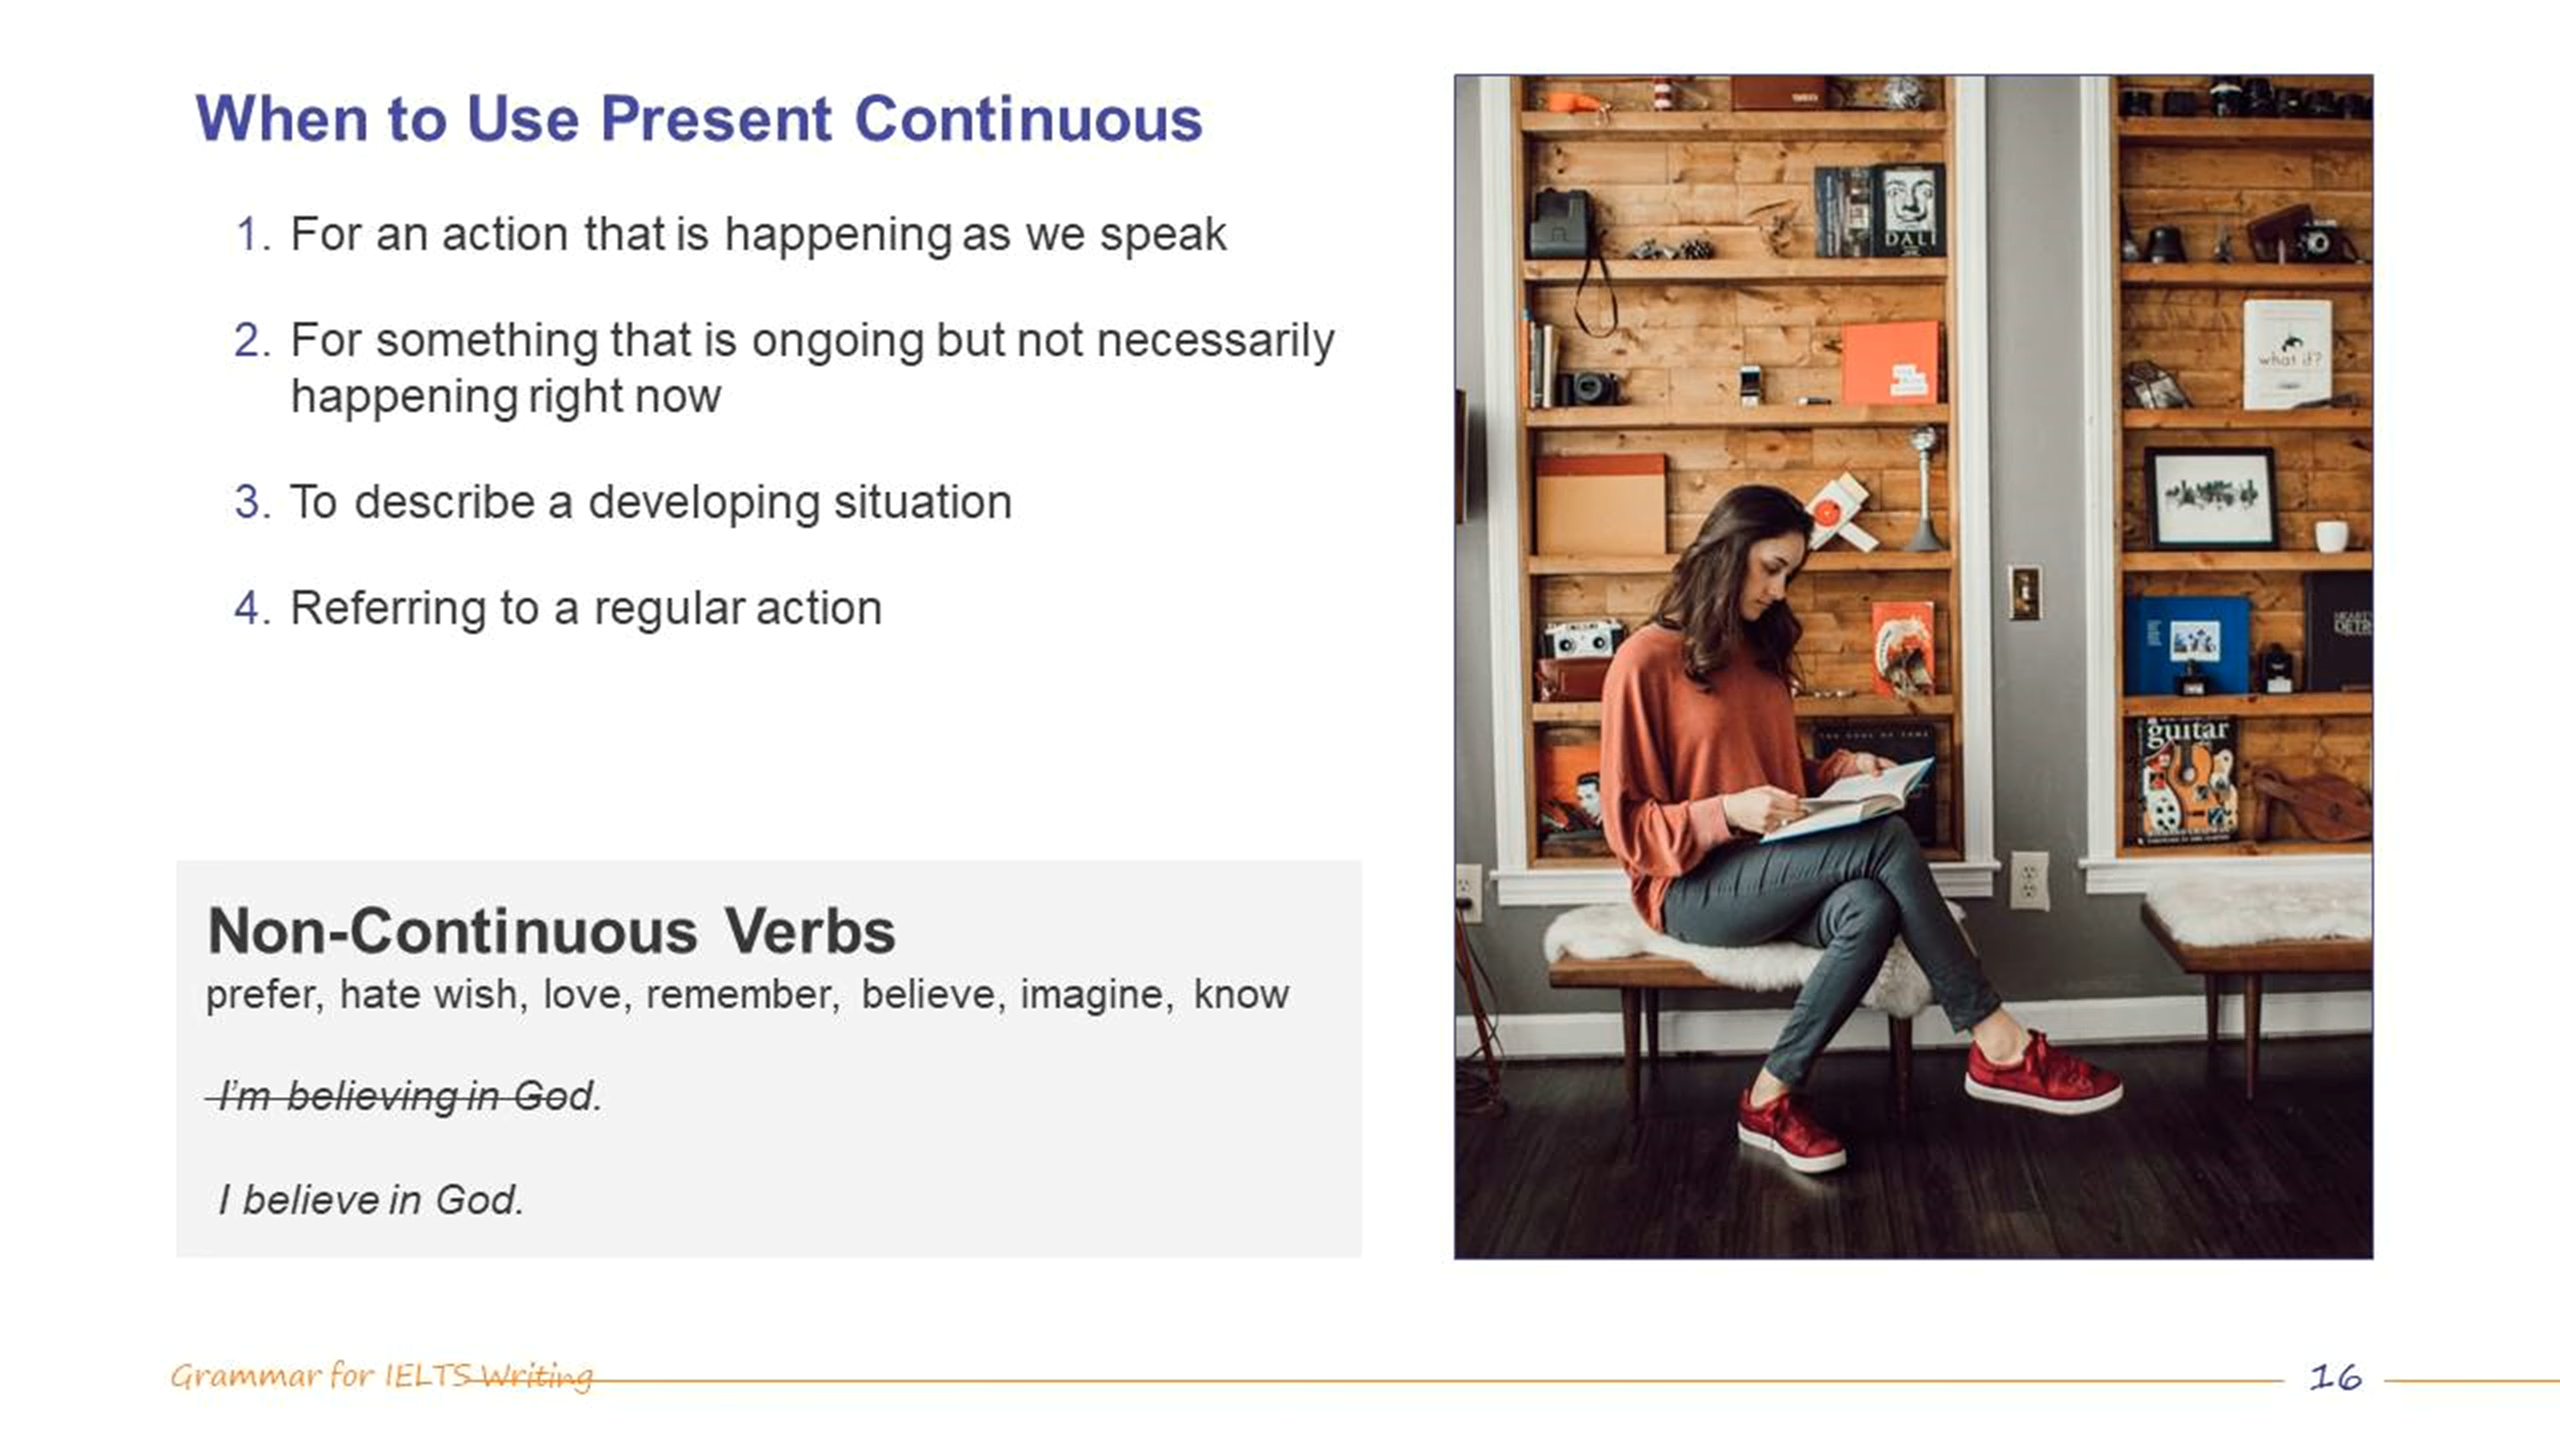 When to Use Present Continuous
1. For an action that is happening as we speak
2. For something that is ongoing but not necessarily
happening right now
3. To describe a developing situation
4. Referring to a regular action
Non-Continuous Verbs
prefer, hate wish, love, remember, believe, imagine, know
I'm believing in God.
I believe in God.
DALI
what if?
guitar
Grammar for IELTS Writing
16